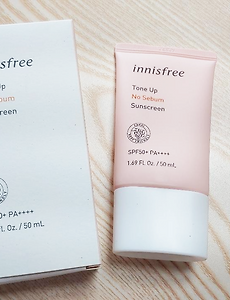 nisfree
Up
Sebum
creen
0+ PA++++
l. Oz. / 50 mL
innisfree
Tone Up
No Sebum
Sunscreen
SPF50+ PA++++
1.69 Fl. Oz. / 50 mL